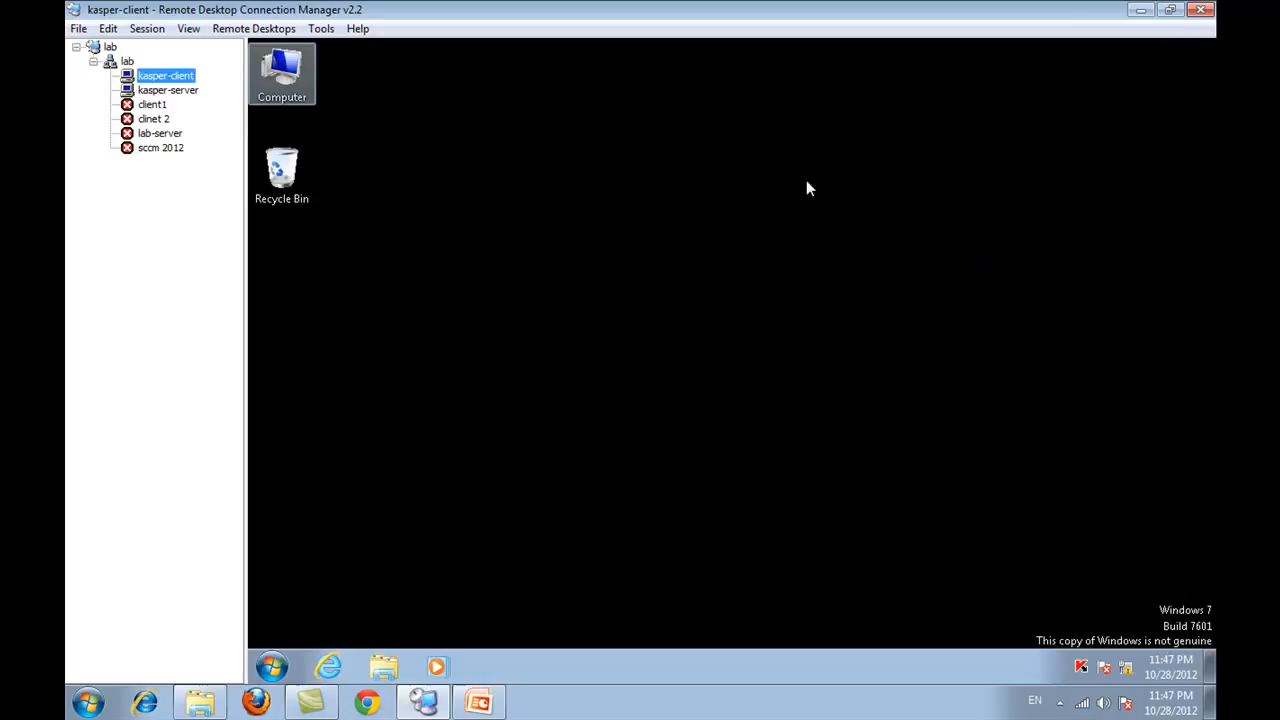 kasper-client - Remote Desktop Connection Manager v2.2
File Edit Session View Remote Desktops Tools Help
lab
lab
kasper-client
kasper-server
client1
clinet 2
lab-server
sccm 2012
Computer
Recycle Bin
Windows 7
Build 7601
This copy of Windows is not genuine
11:47 PM
10/28/2012
EN
11:47 PM
10/28/2012